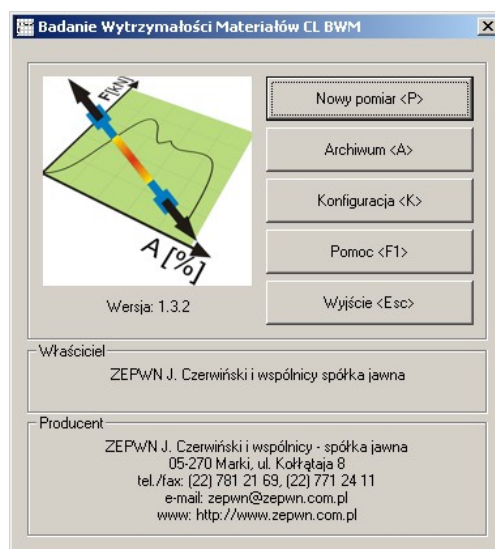 Badanie Wytrzymałości Materiałów CL BWM
F[kN]
A [%]
Wersja: 1.3.2
Nowy pomiar <P>
Archiwum <A>
Konfiguracja <K>
Pomoc <F1>
Wyjście <Esc>
Właściciel
ZEPWN J. Czerwiński i wspólnicy spółka jawna
Producent
ZEPWN J. Czerwiński i wspólnicy - spółka jawna
05-270 Marki, ul. Kołłątaja 8
tel./fax: (22) 781 21 69, (22) 771 24 11
e-mail: zepwn@zepwn.com.pl
www: http://www.zepwn.com.pl